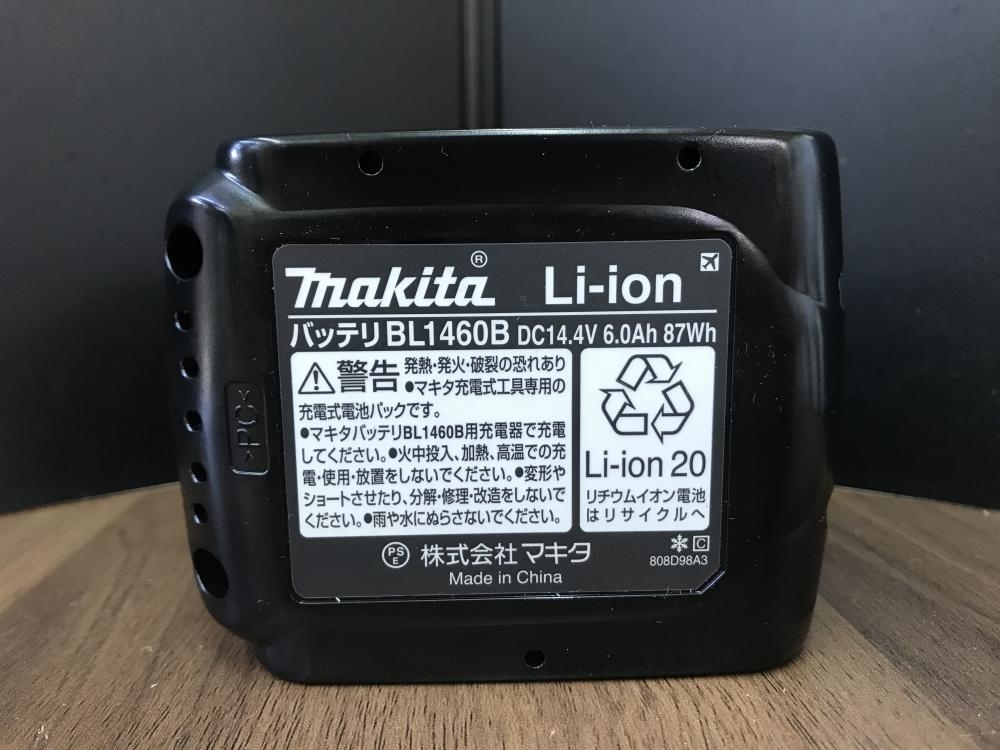 makita® Li-ion
バッテリ BL1460B DC14.4V 6.0Ah 87Wh
警告 発熱・発火・破裂の恐れあり
●マキタ充電式工具専用の
充電式電池パックです。
●マキタバッテリBL1460B用充電器で充電
してください。●火中投入、加熱、高温での充
電・使用・放置をしないでください。●変形や
ショートさせたり、分解・修理・改造をしないで
ください。●雨や水にぬらさないでください。
Li-ion 20
リチウムイオン電池
はリサイクルへ
PSE 株式会社マキタ
Made in China
C
808D98A3
>PC<